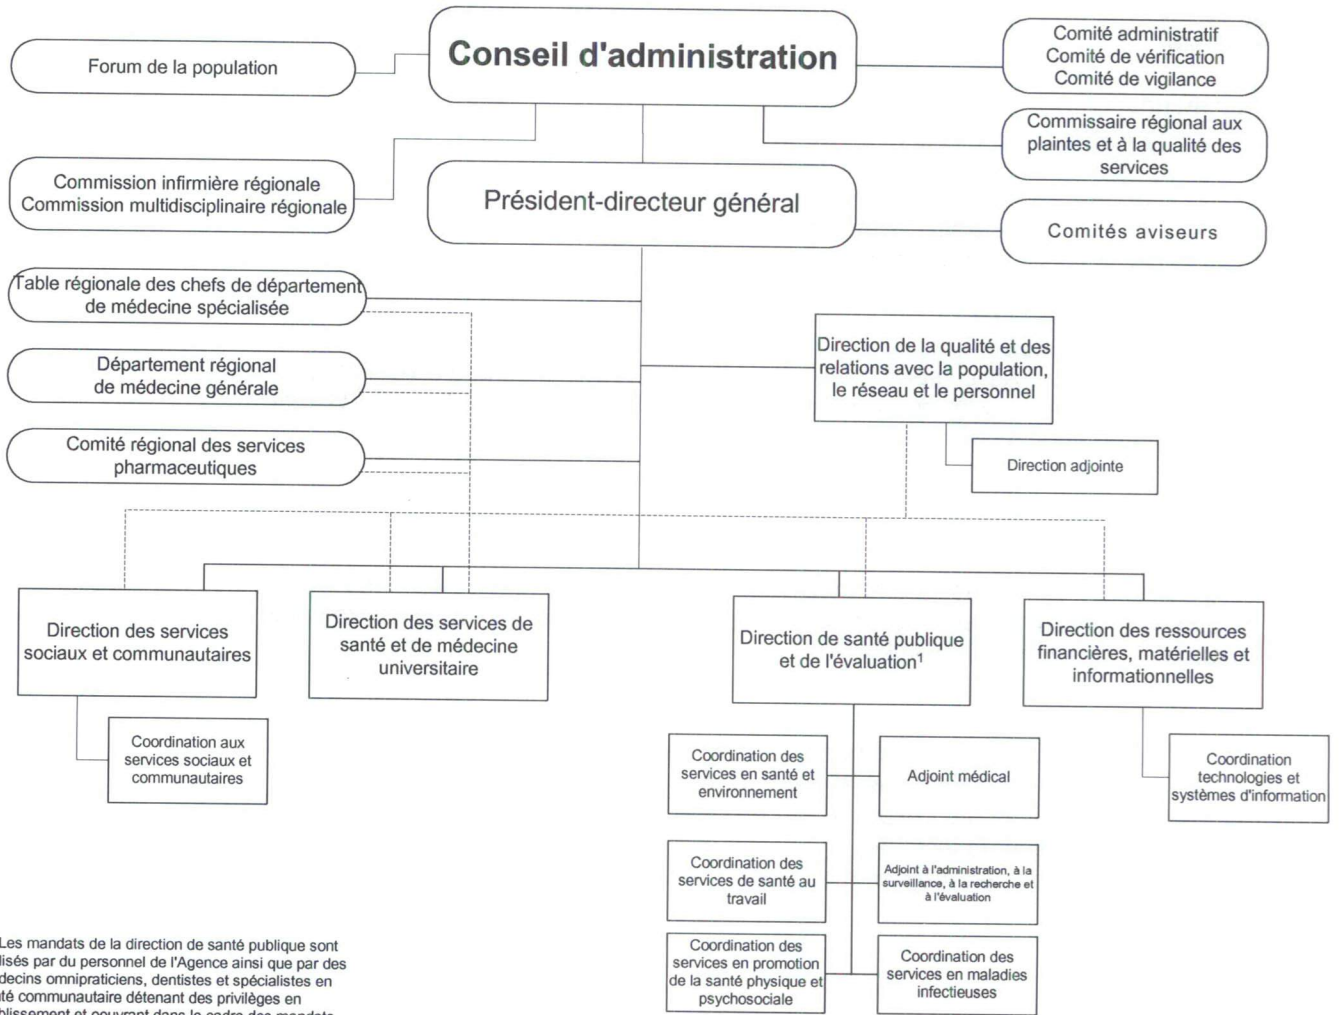 Conseil d'administration
Forum de la population
Comité administratif
Comité de vérification
Comité de vigilance
Commissaire régional aux
plaintes et à la qualité des
services
Commission infirmière régionale
Commission multidisciplinaire régionale
Président-directeur général
Comités aviseurs
Table régionale des chefs de département
de médecine spécialisée
Département régional
de médecine générale
Comité régional des services
pharmaceutiques
Direction de la qualité et des
relations avec la population,
le réseau et le personnel
Direction adjointe
Direction des services
sociaux et communautaires
Direction des services de
santé et de médecine
universitaire
Direction de santé publique
et de l'évaluation¹
Direction des ressources
financières, matérielles et
informationnelles
Coordination aux
services sociaux et
communautaires
Coordination des
services en santé et
environnement
Adjoint médical
Coordination
technologies et
systèmes d'information
Coordination des
services de santé au
travail
Adjoint à l'administration, à la
surveillance, à la recherche et
à l'évaluation
Coordination des
services en promotion
de la santé physique et
psychosociale
Coordination des
services en maladies
infectieuses
Les mandats de la direction de santé publique sont
par du personnel de l'Agence ainsi que par des
omnipraticiens, dentistes et spécialistes en
communautaire détenant des privilèges en